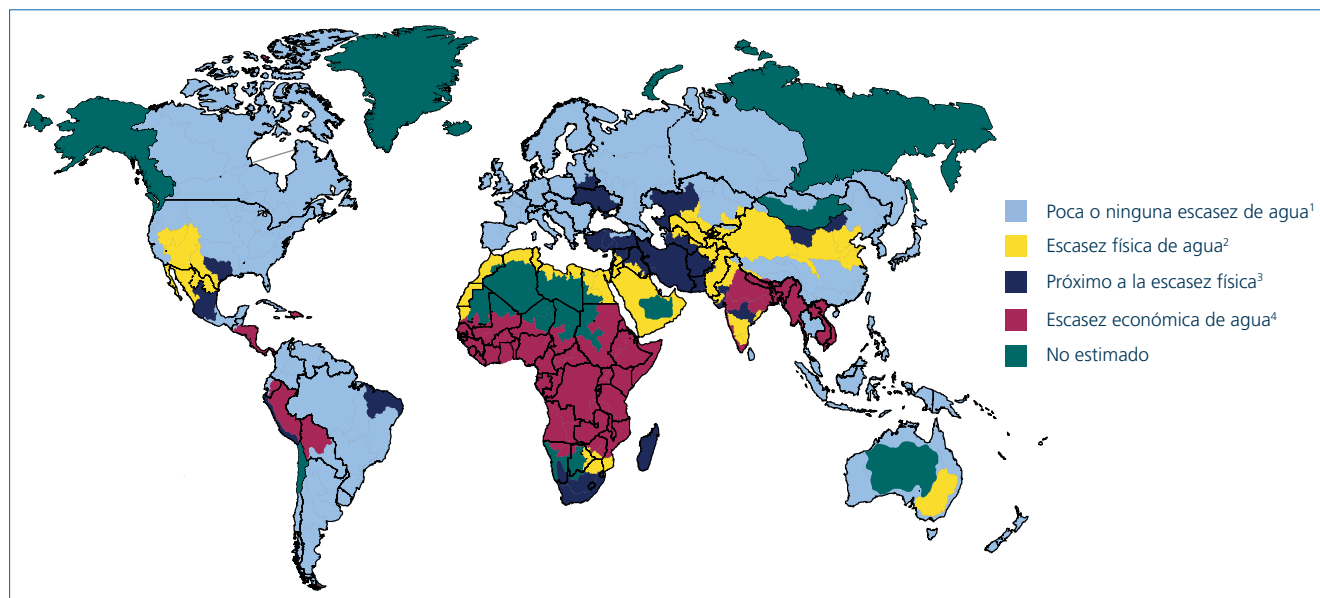 Poca o ninguna escasez de agua¹
Escasez física de agua²
Próximo a la escasez física³
Escasez económica de agua⁴
No estimado